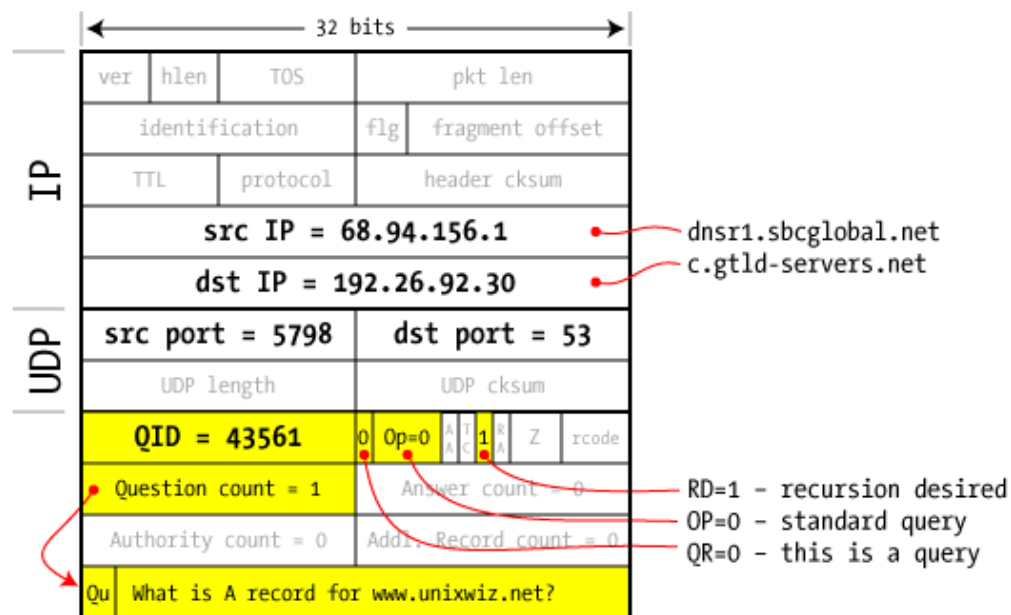 32 bits
ver hlen TOS pkt len
identification flg fragment offset
TTL protocol header cksum
src IP = 68.94.156.1
dnsr1.sbcglobal.net
c.gtld-servers.net
dst IP = 192.26.92.30
src port = 5798 dst port = 53
UDP length UDP cksum
QID = 43561 0 Op=0 AA TC 1 RA Z rcode
Question count = 1 Answer count = 0
RD=1 – recursion desired
OP=0 – standard query
Authority count = 0 Addl. Record count = 0
QR=0 – this is a query
Qu What is A record for www.unixwiz.net?
IP
UDP